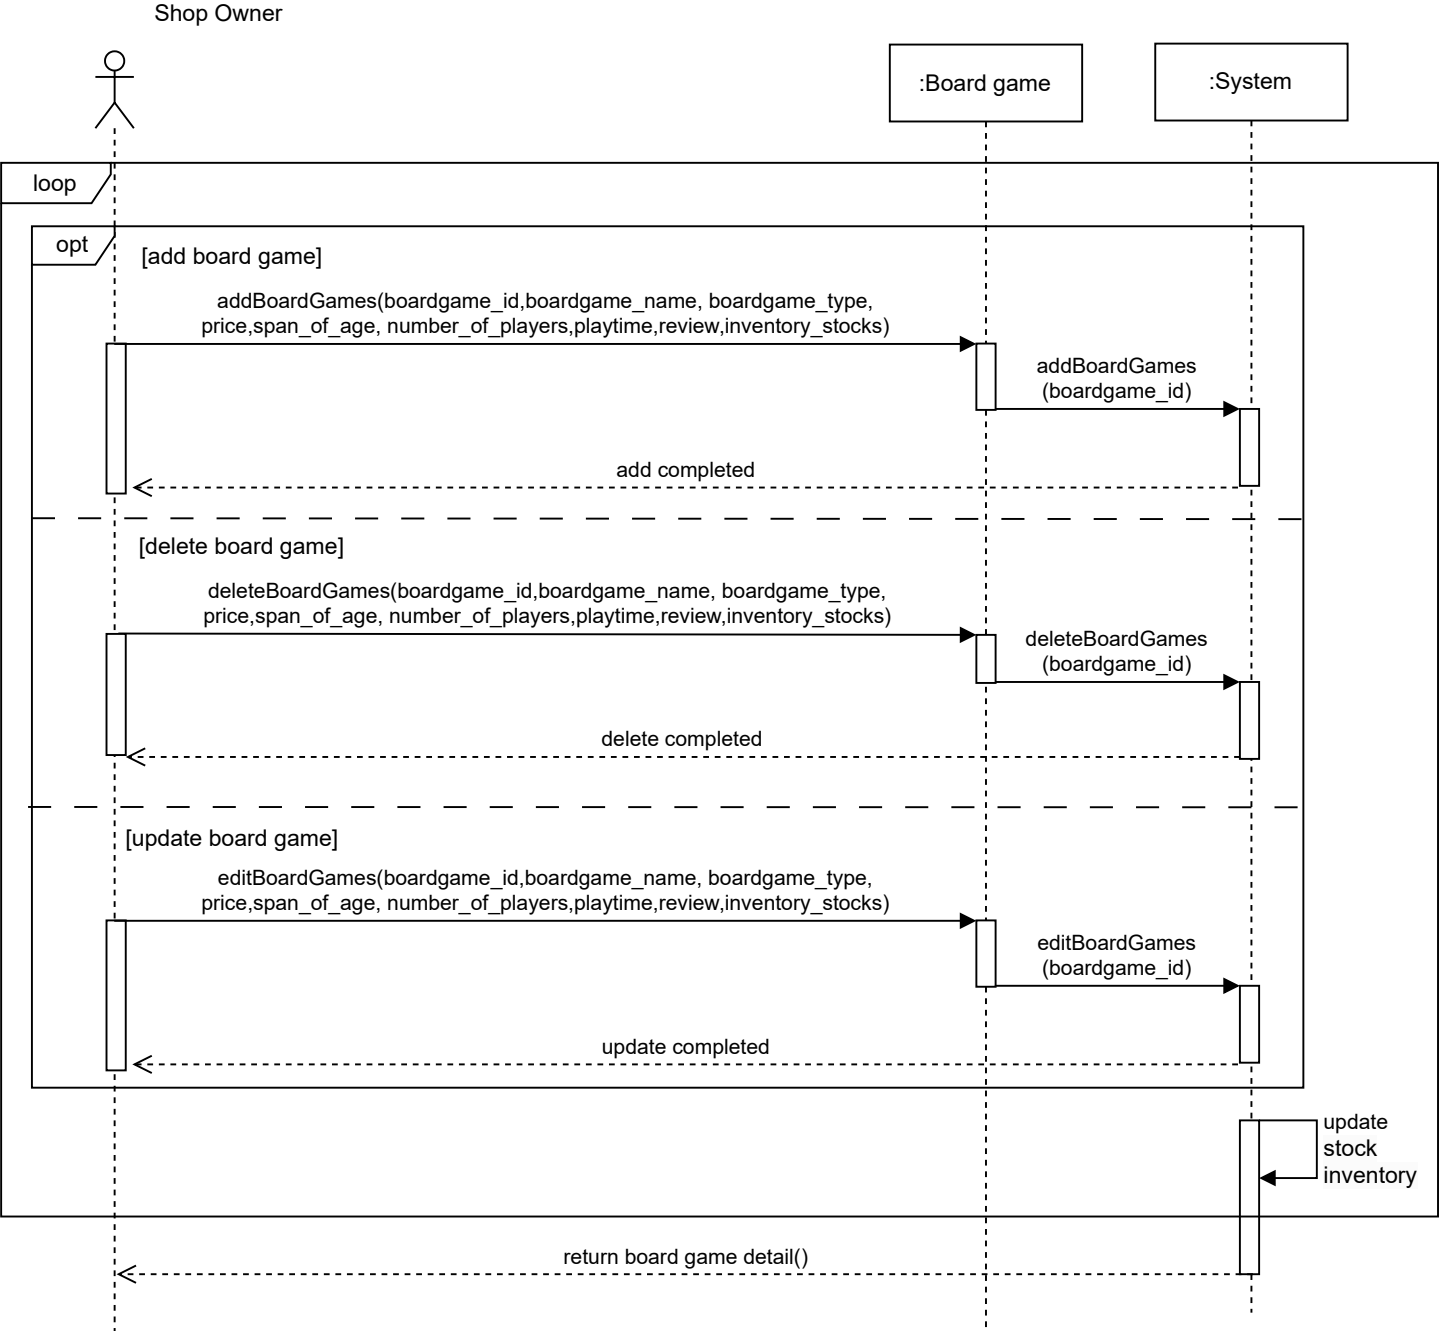 Shop Owner
:Board game
:System
loop
opt
[add board game]
addBoardGames(boardgame_id,boardgame_name, boardgame_type,
price,span_of_age, number_of_players,playtime,review,inventory_stocks)
addBoardGames
(boardgame_id)
add completed
[delete board game]
deleteBoardGames(boardgame_id,boardgame_name, boardgame_type,
price,span_of_age, number_of_players,playtime,review,inventory_stocks)
deleteBoardGames
(boardgame_id)
delete completed
[update board game]
editBoardGames(boardgame_id,boardgame_name, boardgame_type,
price,span_of_age, number_of_players,playtime,review,inventory_stocks)
editBoardGames
(boardgame_id)
update completed
update
stock
inventory
return board game detail()